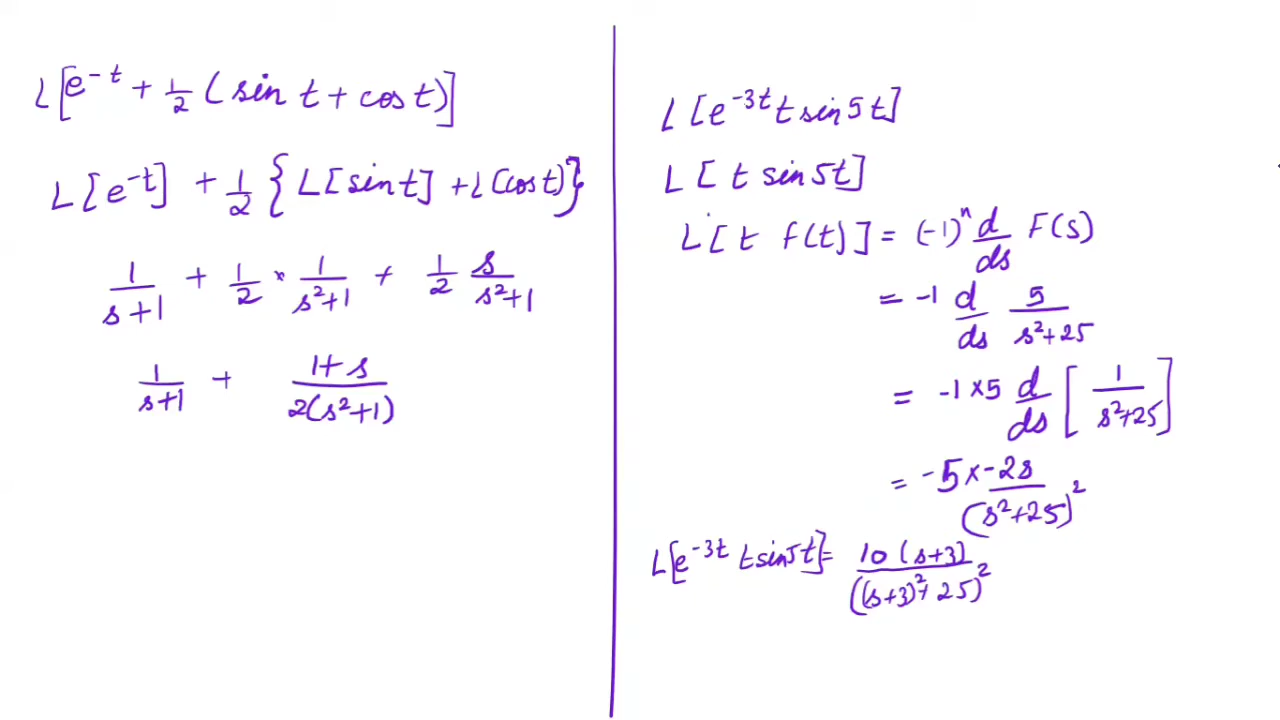 L[e^{-t} + 1/2 (sin t + cos t)]
L[e^{-t}] + 1/2 {L[sin t] + L(cos t)}
1/(s+1) + 1/2 × 1/(s²+1) + 1/2 s/(s²+1)
1/(s+1) + (1+s)/(2(s²+1))
L[e^{-3t} t sin 5t]
L[t sin 5t]
L[t f(t)] = (-1)^n d/ds F(s)
= -1 d/ds 5/(s²+25)
= -1×5 d/ds [1/(s²+25)]
= -5 × -2s/(s²+25)²
L[e^{-3t} t sin 5t] = 10(s+3)/((s+3)²+25)²